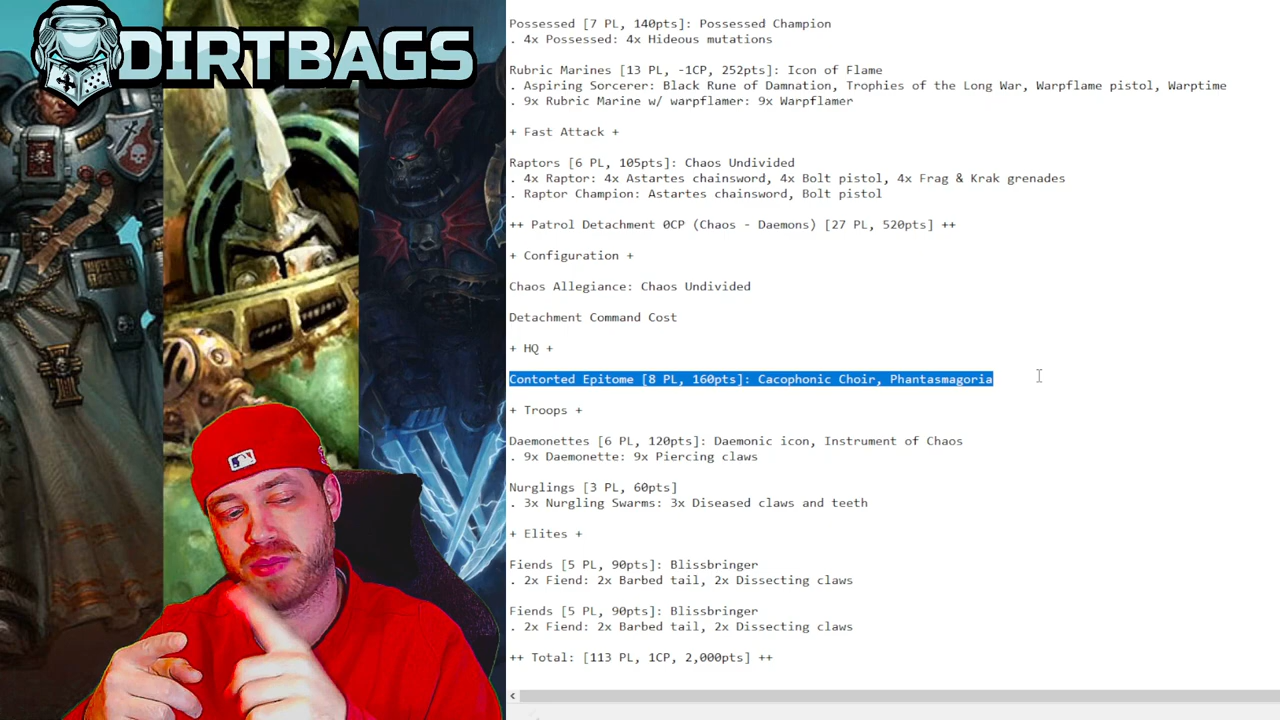 DIRTBAGS
Possessed [7 PL, 140pts]: Possessed Champion
. 4x Possessed: 4x Hideous mutations
Rubric Marines [13 PL, -1CP, 252pts]: Icon of Flame
. Aspiring Sorcerer: Black Rune of Damnation, Trophies of the Long War, Warpflame pistol, Warptime
. 9x Rubric Marine w/ warpflamer: 9x Warpflamer
+ Fast Attack +
Raptors [6 PL, 105pts]: Chaos Undivided
. 4x Raptor: 4x Astartes chainsword, 4x Bolt pistol, 4x Frag & Krak grenades
. Raptor Champion: Astartes chainsword, Bolt pistol
++ Patrol Detachment 0CP (Chaos - Daemons) [27 PL, 520pts] ++
+ Configuration +
Chaos Allegiance: Chaos Undivided
Detachment Command Cost
+ HQ +
Contorted Epitome [8 PL, 160pts]: Cacophonic Choir, Phantasmagoria
+ Troops +
Daemonettes [6 PL, 120pts]: Daemonic icon, Instrument of Chaos
. 9x Daemonette: 9x Piercing claws
Nurglings [3 PL, 60pts]
. 3x Nurgling Swarms: 3x Diseased claws and teeth
+ Elites +
Fiends [5 PL, 90pts]: Blissbringer
. 2x Fiend: 2x Barbed tail, 2x Dissecting claws
Fiends [5 PL, 90pts]: Blissbringer
. 2x Fiend: 2x Barbed tail, 2x Dissecting claws
++ Total: [113 PL, 1CP, 2,000pts] ++